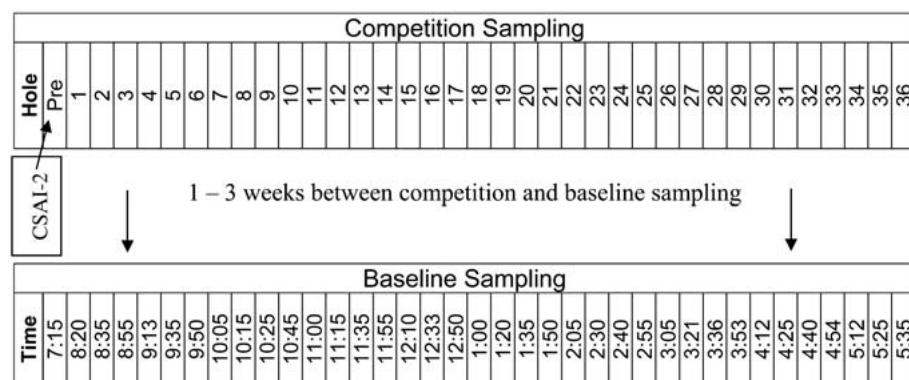 Competition Sampling
Hole Pre 1 2 3 4 5 6 7 8 9 10 11 12 13 14 15 16 17 18 19 20 21 22 23 24 25 26 27 28 29 30 31 32 33 34 35 36
CSAI-2
1 – 3 weeks between competition and baseline sampling
Baseline Sampling
Time 7:15 8:20 8:35 8:55 9:13 9:35 9:50 10:05 10:15 10:25 10:45 11:00 11:15 11:35 11:55 12:10 12:33 12:50 1:00 1:20 1:35 1:50 2:05 2:30 2:40 2:55 3:05 3:21 3:36 3:53 4:12 4:25 4:40 4:54 5:12 5:25 5:35